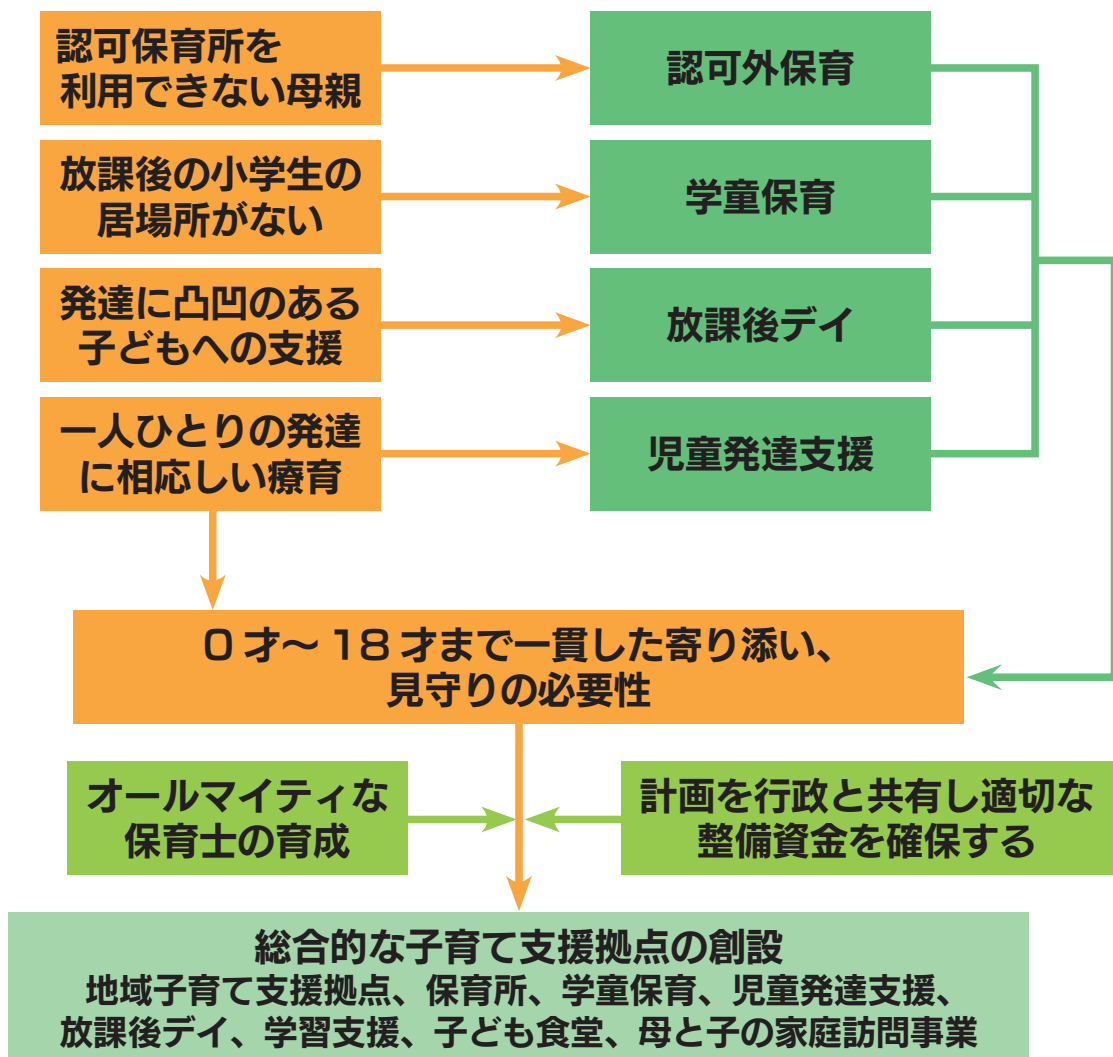 認可保育所を
利用できない母親
認可外保育
放課後の小学生の
居場所がない
学童保育
発達に凸凹のある
子どもへの支援
放課後デイ
一人ひとりの発達
に相応しい療育
児童発達支援
0才～18才まで一貫した寄り添い、
見守りの必要性
オールマイティな
保育士の育成
計画を行政と共有し適切な
整備資金を確保する
総合的な子育て支援拠点の創設
地域子育て支援拠点、保育所、学童保育、児童発達支援、
放課後デイ、学習支援、子ども食堂、母と子の家庭訪問事業